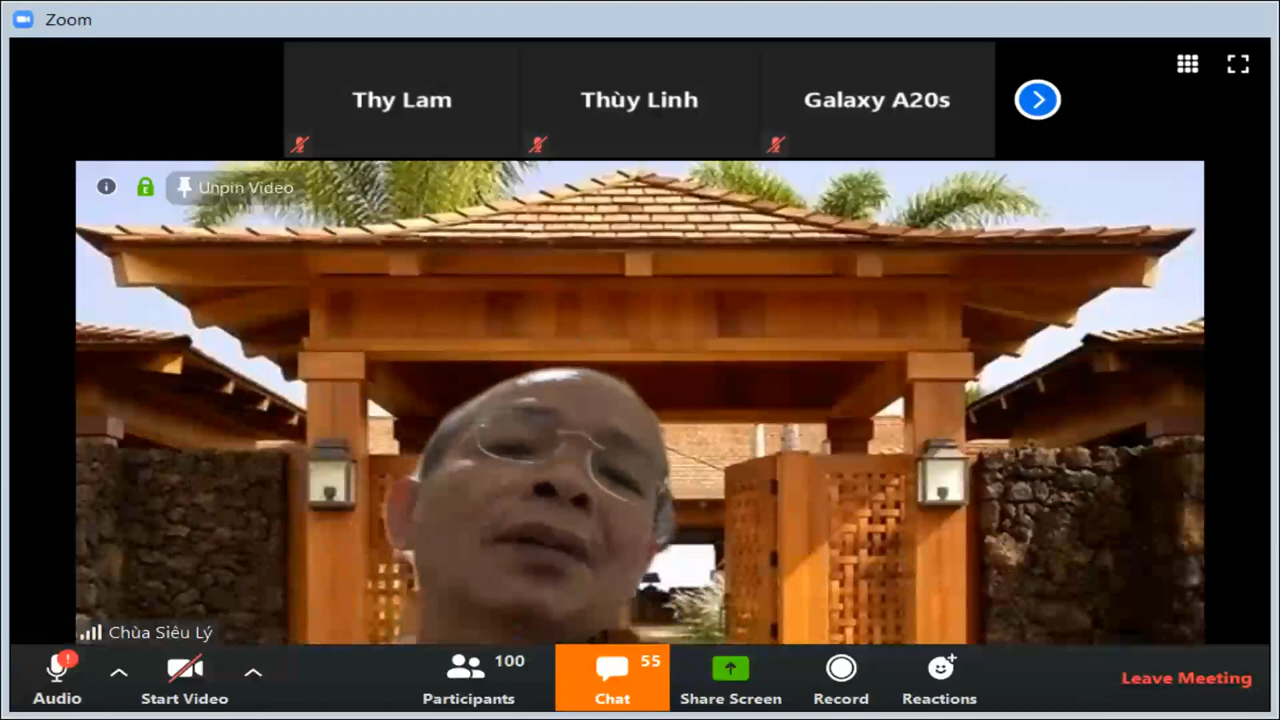 Zoom
Thy Lam
Thùy Linh
Galaxy A20s
Unpin Video
Chùa Siêu Lý
100
55
Audio
Start Video
Participants
Chat
Share Screen
Record
Reactions
Leave Meeting